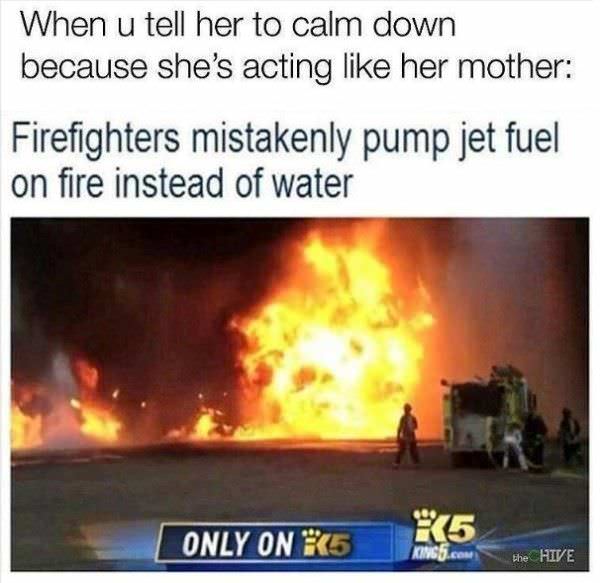 When u tell her to calm down
because she's acting like her mother:
Firefighters mistakenly pump jet fuel
on fire instead of water
ONLY ON K5
K5
KING5.com
the CHIVE